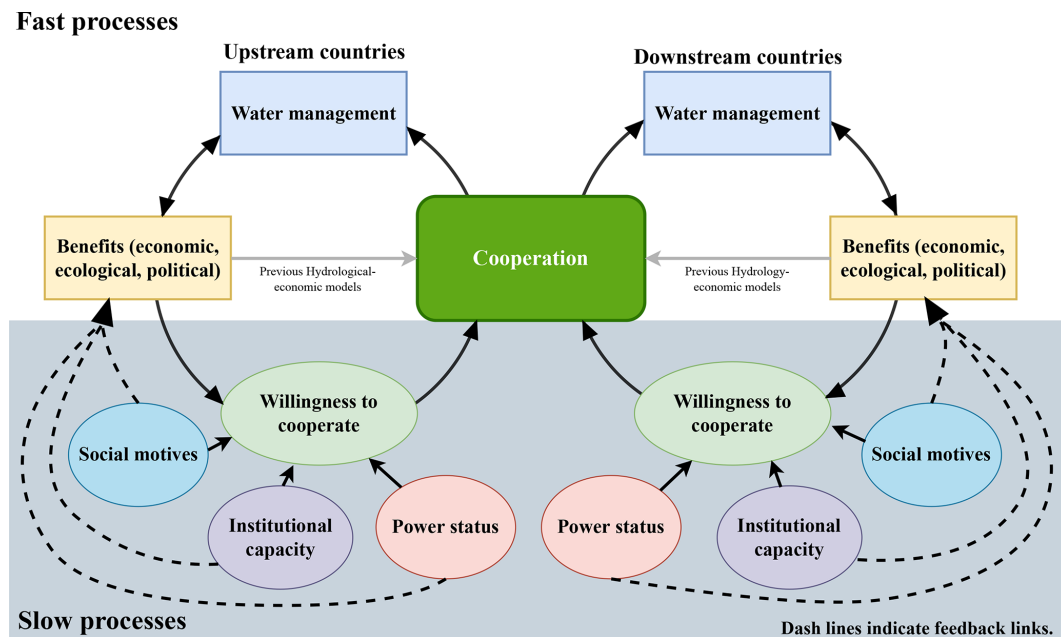 Fast processes
Upstream countries
Downstream countries
Water management
Water management
Benefits (economic,
ecological, political)
Previous Hydrological-
economic models
Cooperation
Previous Hydrology-
economic models
Benefits (economic,
ecological, political)
Willingness to
cooperate
Willingness to
cooperate
Social motives
Social motives
Institutional
capacity
Power status
Power status
Institutional
capacity
Slow processes
Dash lines indicate feedback links.